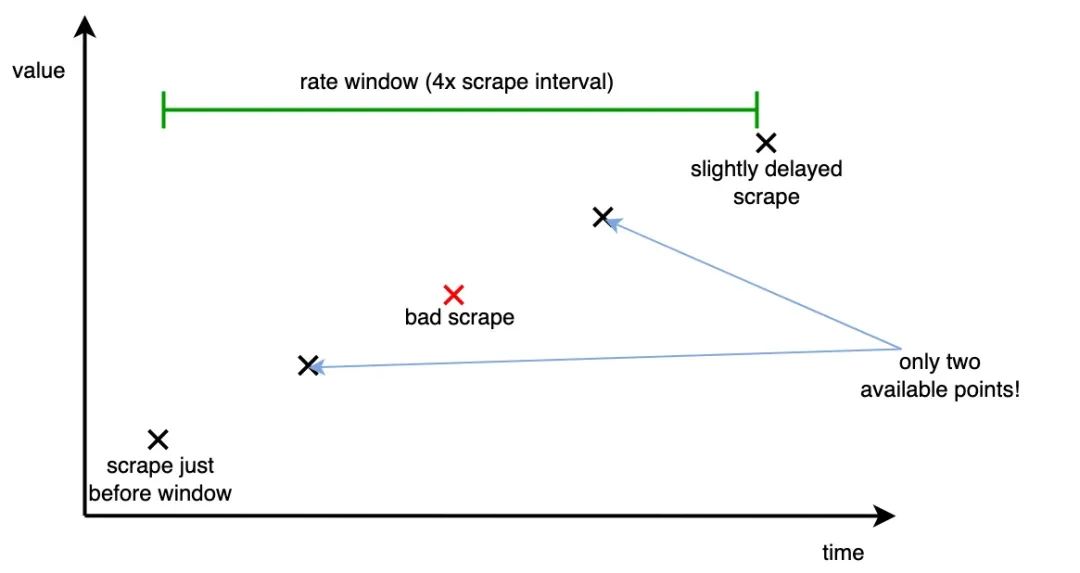 value
rate window (4x scrape interval)
slightly delayed
scrape
bad scrape
only two
available points!
scrape just
before window
time